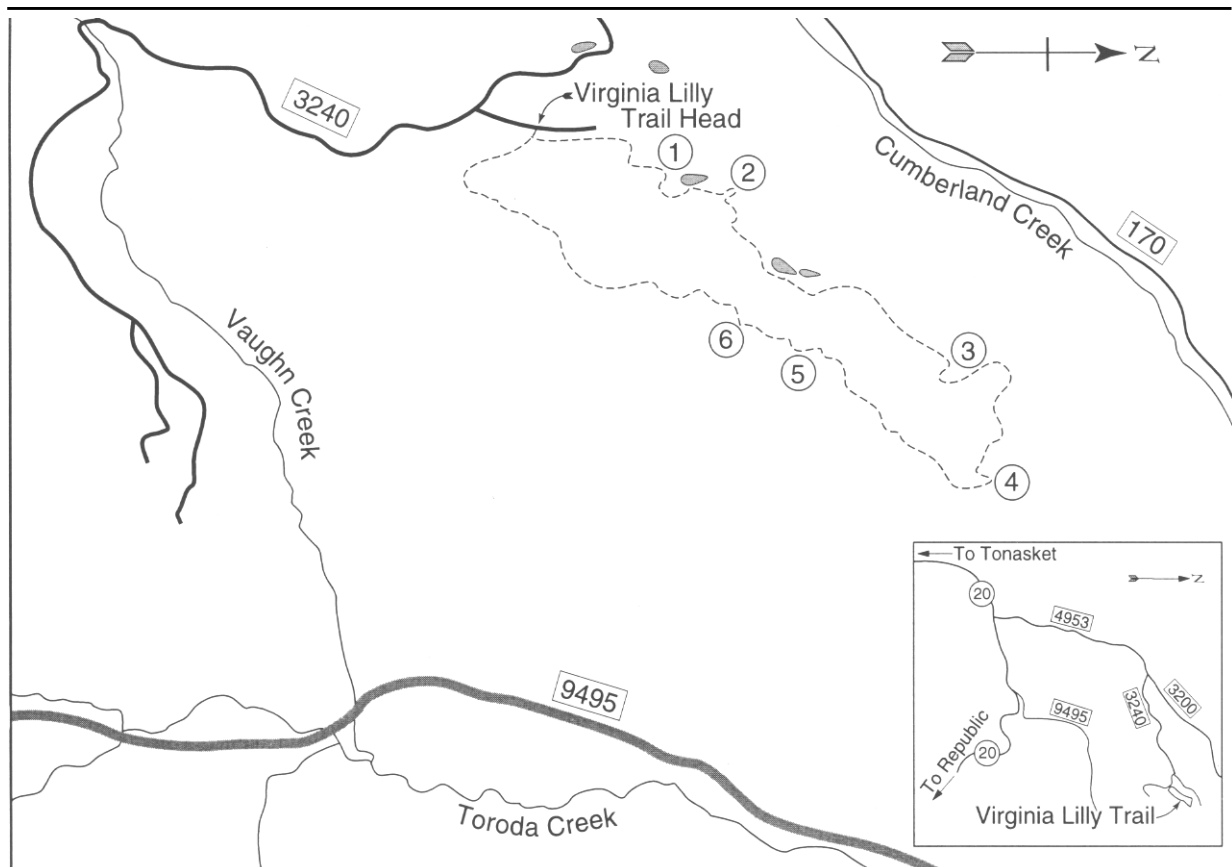 N
3240
Virginia Lilly
Trail Head
1
2
Cumberland Creek
170
Vaughn Creek
3
6
5
4
9495
Toroda Creek
To Tonasket
N
20
4953
3240
3200
9495
To Republic
20
Virginia Lilly Trail